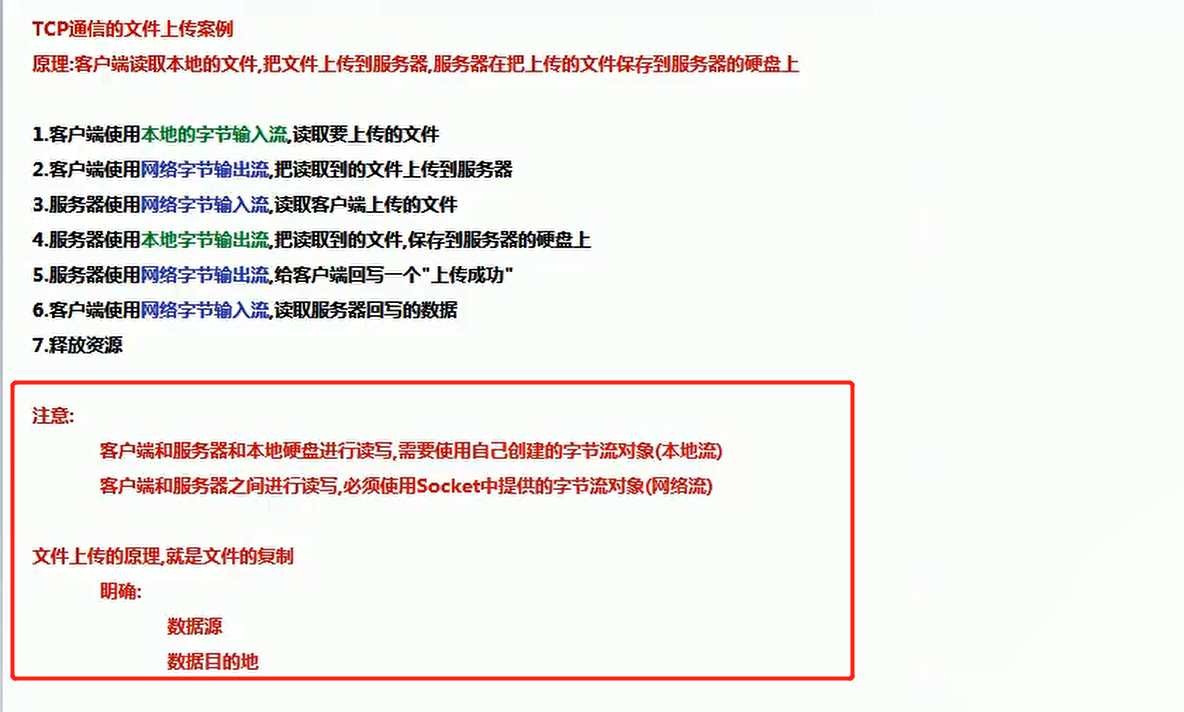 TCP通信的文件上传案例
原理:客户端读取本地的文件,把文件上传到服务器,服务器在把上传的文件保存到服务器的硬盘上
1.客户端使用本地的字节输入流,读取要上传的文件
2.客户端使用网络字节输出流,把读取到的文件上传到服务器
3.服务器使用网络字节输入流,读取客户端上传的文件
4.服务器使用本地字节输出流,把读取到的文件,保存到服务器的硬盘上
5.服务器使用网络字节输出流,给客户端回写一个"上传成功"
6.客户端使用网络字节输入流,读取服务器回写的数据
7.释放资源
注意:
客户端和服务器和本地硬盘进行读写,需要使用自己创建的字节流对象(本地流)
客户端和服务器之间进行读写,必须使用Socket中提供的字节流对象(网络流)
文件上传的原理,就是文件的复制
明确:
数据源
数据目的地